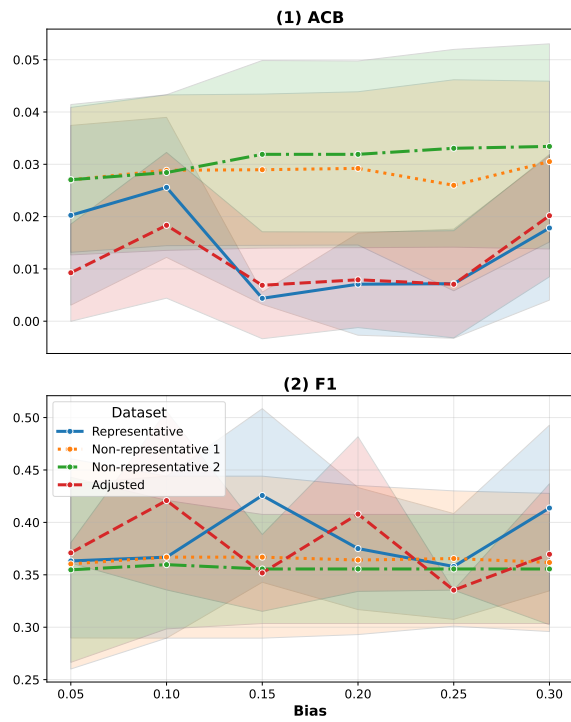 (1) ACB
0.05
0.04
0.03
0.02
0.01
0.00
(2) F1
0.50
0.45
0.40
0.35
0.30
0.25
Dataset
Representative
Non-representative 1
Non-representative 2
Adjusted
0.05 0.10 0.15 0.20 0.25 0.30
Bias